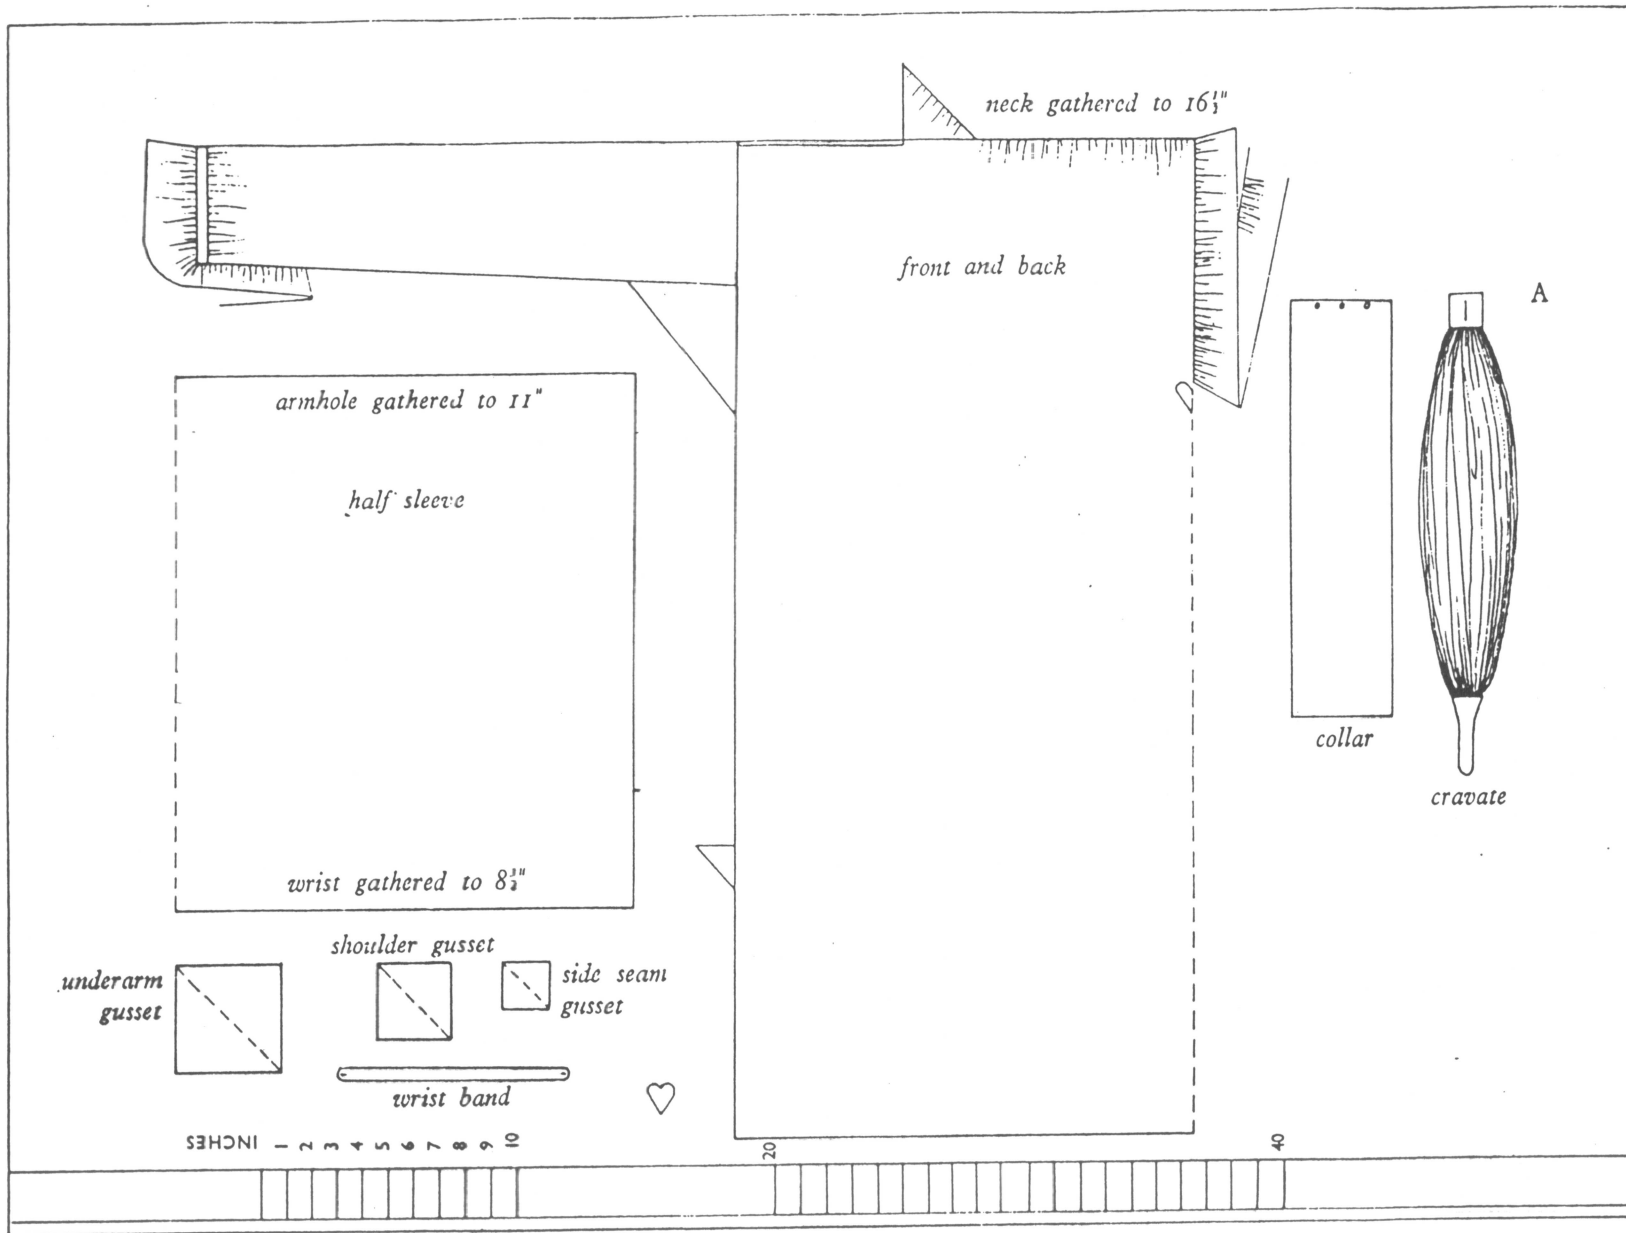 neck gathered to 16½"
front and back
A
armhole gathered to 11"
half sleeve
collar
cravate
wrist gathered to
shoulder gusset
underarm
gusset
side seam
gusset
wrist band
INCHES 1 2 3 4 5 6 7 8 9 10 20 40